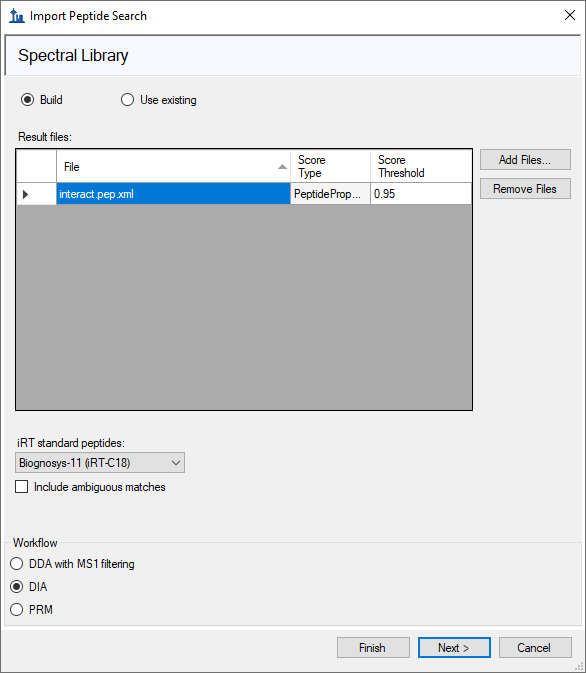 Import Peptide Search
Spectral Library
Build
Use existing
Result files:
File
Score Type
Score Threshold
Add Files...
interact.pep.xml
PeptideProp...
0.95
Remove Files
iRT standard peptides:
Biognosys-11 (iRT-C18)
Include ambiguous matches
Workflow
DDA with MS1 filtering
DIA
PRM
Finish
Next >
Cancel